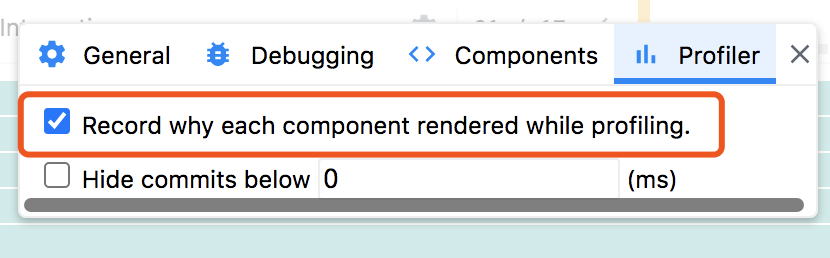 General Debugging Components Profiler
Record why each component rendered while profiling.
Hide commits below 0 (ms)